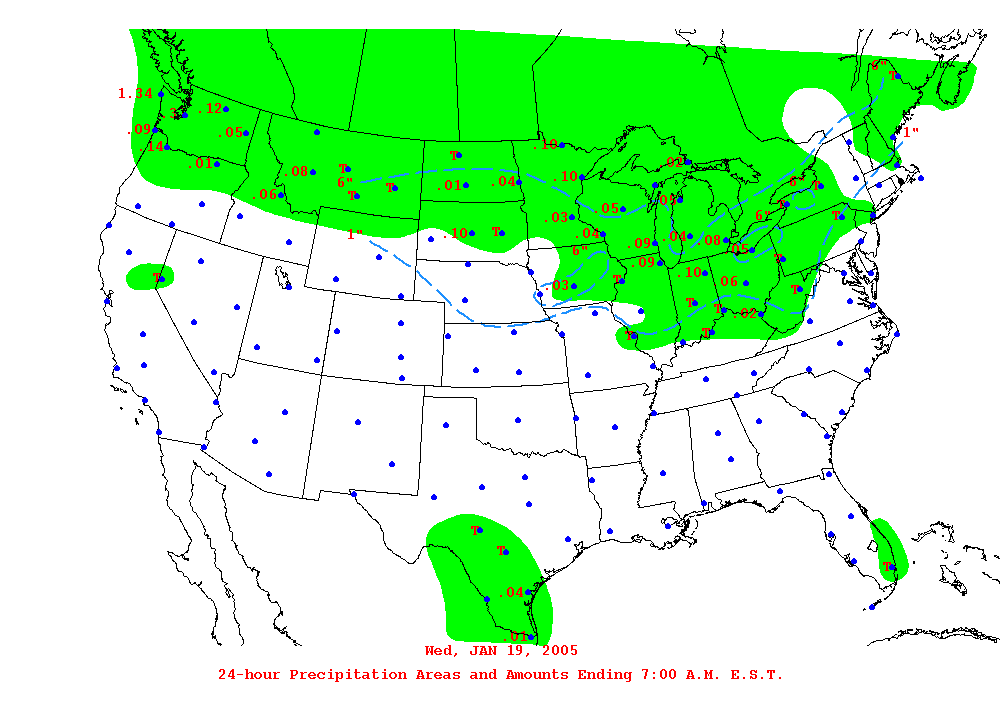 6"
T
1.34
.12
.09
.05
1"
.14
.10
T
.01
.02
.08
T
.10
T
6"
.01
.04
6"
T
.06
T
.05
T
.03
6"
T
1"
.10
T
.04
.09
.04
.08
.05
6"
T
.09
.10
T
T
06
.03
T
T
T
.02
T
T
T
T
.04
T
.01
Wed, JAN 19, 2005
24-hour Precipitation Areas and Amounts Ending 7:00 A.M. E.S.T.